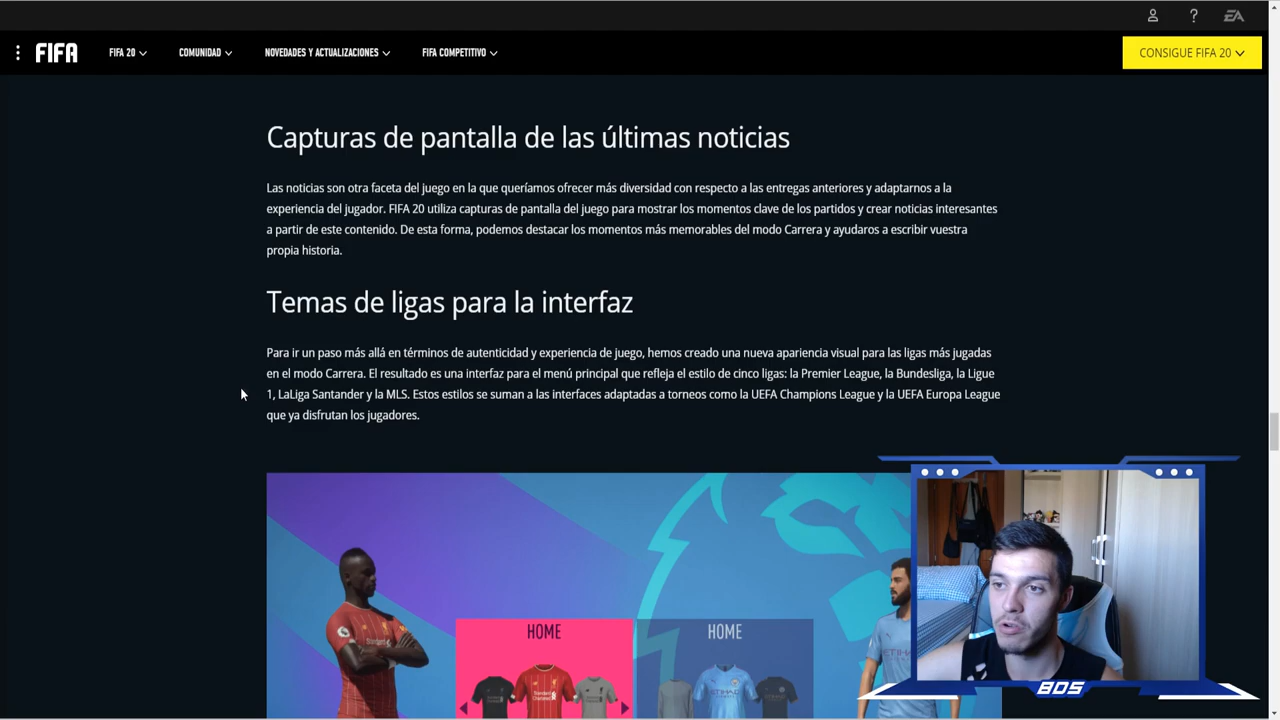 FIFA
FIFA 20
COMUNIDAD
NOVEDADES Y ACTUALIZACIONES
FIFA COMPETITIVO
?
EA
CONSIGUE FIFA 20
Capturas de pantalla de las últimas noticias
Las noticias son otra faceta del juego en la que queríamos ofrecer más diversidad con respecto a las entregas anteriores y adaptarnos a la
experiencia del jugador. FIFA 20 utiliza capturas de pantalla del juego para mostrar los momentos clave de los partidos y crear noticias interesantes
a partir de este contenido. De esta forma, podemos destacar los momentos más memorables del modo Carrera y ayudaros a escribir vuestra
propia historia.
Temas de ligas para la interfaz
Para ir un paso más allá en términos de autenticidad y experiencia de juego, hemos creado una nueva apariencia visual para las ligas más jugadas
en el modo Carrera. El resultado es una interfaz para el menú principal que refleja el estilo de cinco ligas: la Premier League, la Bundesliga, la Ligue
1, LaLiga Santander y la MLS. Estos estilos se suman a las interfaces adaptadas a torneos como la UEFA Champions League y la UEFA Europa League
que ya disfrutan los jugadores.
HOME
HOME
BDS